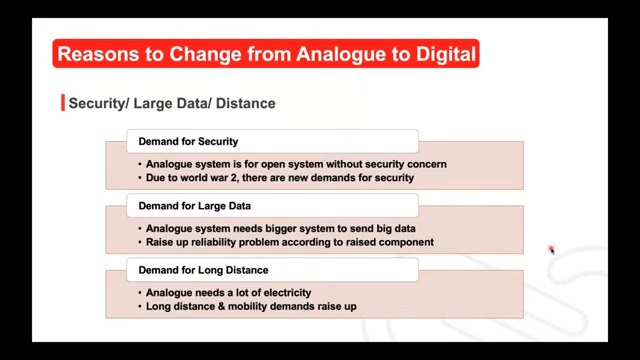 Reasons to Change from Analogue to Digital
Security/ Large Data/ Distance
Demand for Security
• Analogue system is for open system without security concern
• Due to world war 2, there are new demands for security
Demand for Large Data
• Analogue system needs bigger system to send big data
• Raise up reliability problem according to raised component
Demand for Long Distance
• Analogue needs a lot of electricity
• Long distance & mobility demands raise up